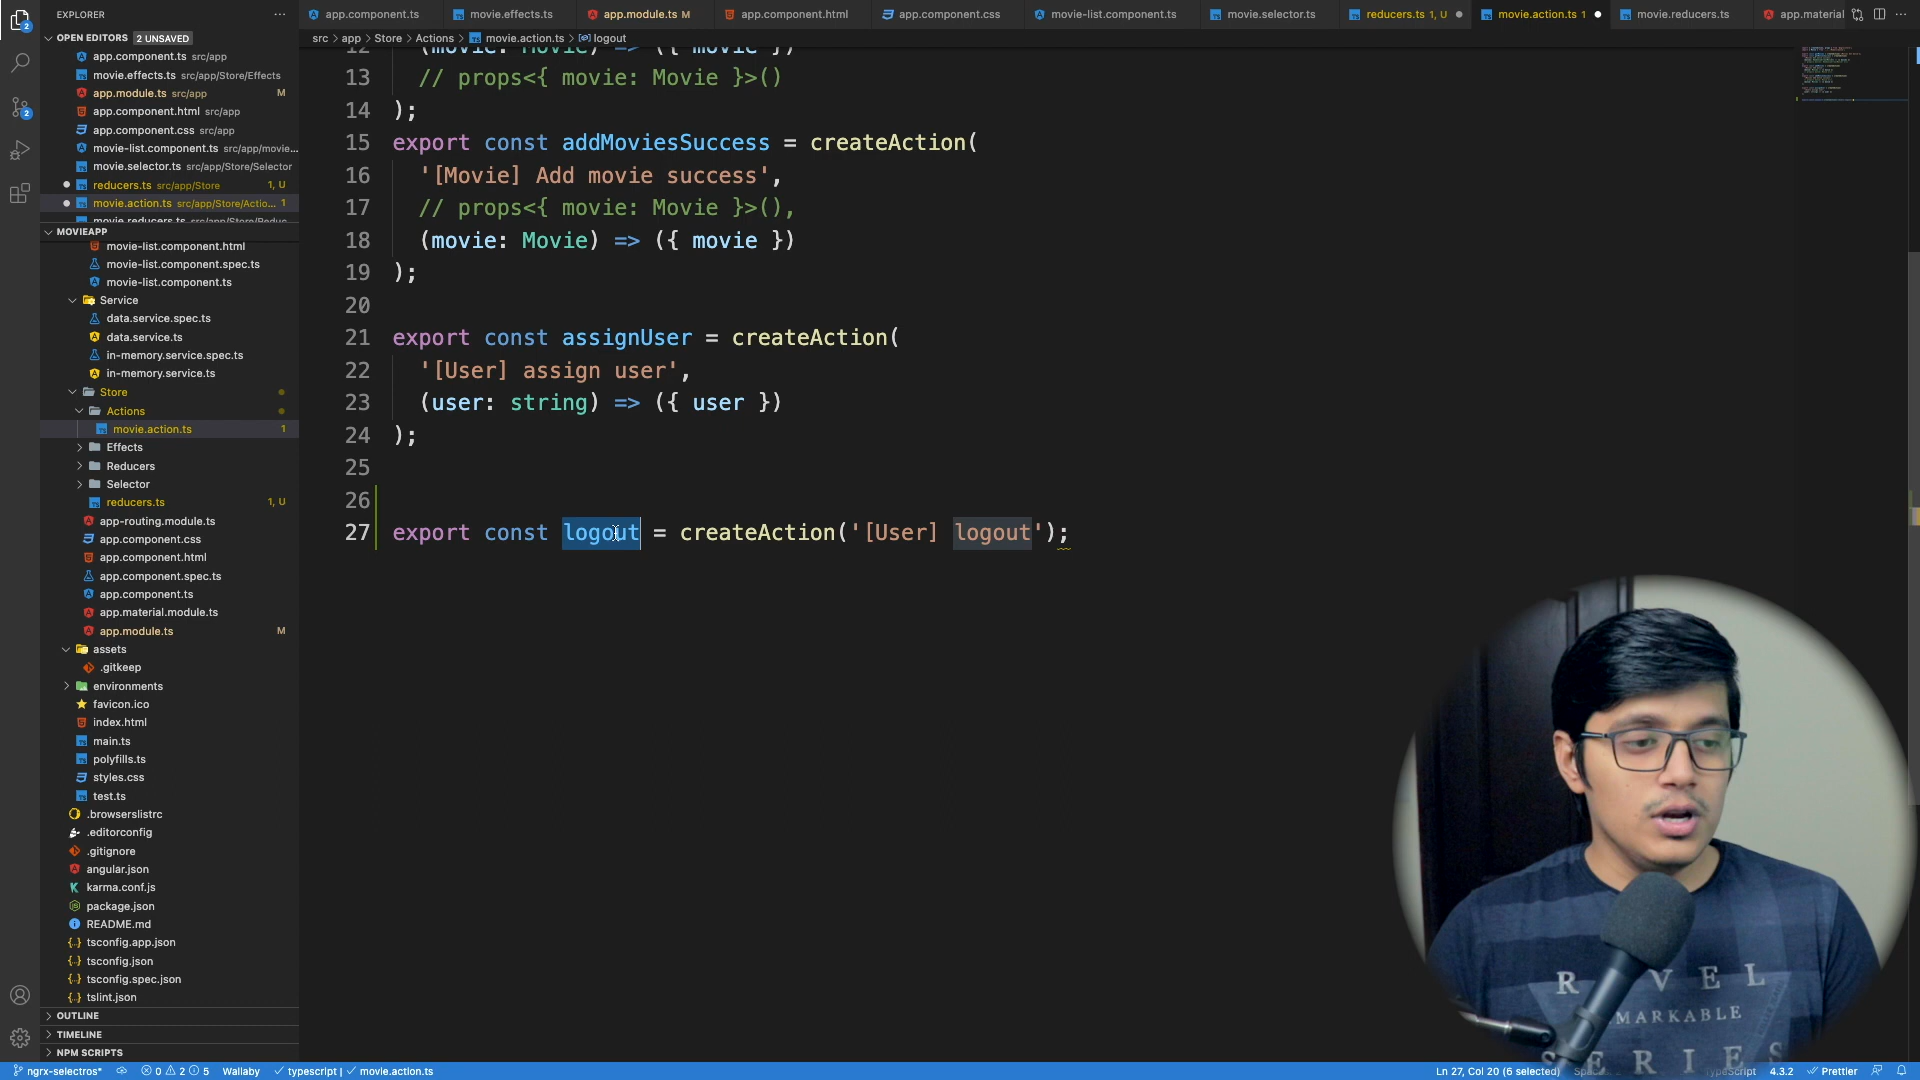 EXPLORER
OPEN EDITORS 2 UNSAVED
app.component.ts src/app
movie.effects.ts src/app/Store/Effects
app.module.ts src/app M
app.component.html src/app
app.component.css src/app
movie-list.component.ts src/app/movie...
movie.selector.ts src/app/Store/Selector
reducers.ts src/app/Store 1, U
movie.action.ts src/app/Store/Actio... 1
movie.reducers.ts src/app/Store/Reduc...
MOVIEAPP
movie-list.component.html
movie-list.component.spec.ts
movie-list.component.ts
Service
data.service.spec.ts
data.service.ts
in-memory.service.spec.ts
in-memory.service.ts
Store
Actions
movie.action.ts 1
Effects
Reducers
Selector
reducers.ts 1, U
app-routing.module.ts
app.component.css
app.component.html
app.component.spec.ts
app.component.ts
app.material.module.ts
app.module.ts M
assets
.gitkeep
environments
favicon.ico
index.html
main.ts
polyfills.ts
styles.css
test.ts
.browserslistrc
.editorconfig
.gitignore
angular.json
karma.conf.js
package.json
README.md
tsconfig.app.json
tsconfig.json
tsconfig.spec.json
tslint.json
OUTLINE
TIMELINE
NPM SCRIPTS
app.component.ts movie.effects.ts app.module.ts M app.component.html app.component.css movie-list.component.ts movie.selector.ts reducers.ts 1, U movie.action.ts 1 movie.reducers.ts app.material
src > app > Store > Actions > movie.action.ts > logout
12 (movie: Movie) => ({ movie })
13 // props<{ movie: Movie }>()
14 );
15 export const addMoviesSuccess = createAction(
16 '[Movie] Add movie success',
17 // props<{ movie: Movie }>(),
18 (movie: Movie) => ({ movie })
19 );
20
21 export const assignUser = createAction(
22 '[User] assign user',
23 (user: string) => ({ user })
24 );
25
26
27 export const logout = createAction('[User] logout');
MARKABLE
SERIES
ngrx-selectros* 0 2 5 Wallaby typescript | movie.action.ts Ln 27, Col 20 (6 selected) TypeScript 4.3.2 Prettier